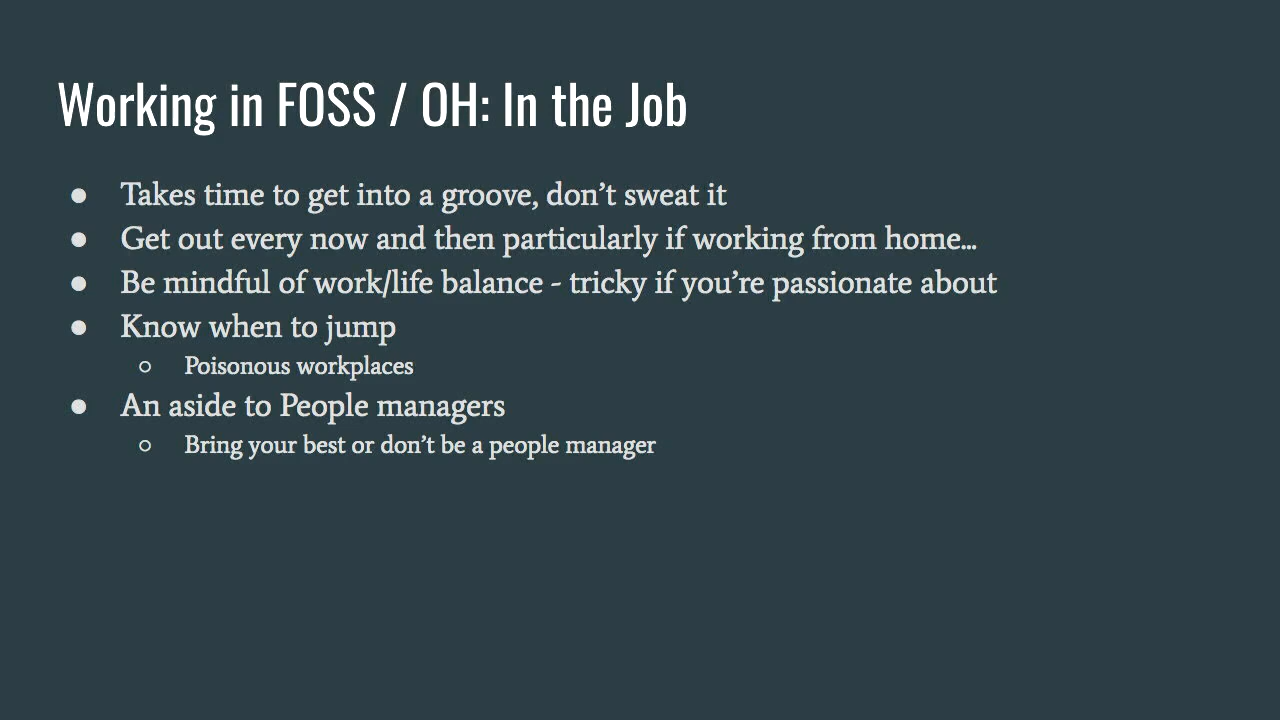 Working in FOSS / OH: In the Job
● Takes time to get into a groove, don’t sweat it
● Get out every now and then particularly if working from home...
● Be mindful of work/life balance - tricky if you’re passionate about
● Know when to jump
○ Poisonous workplaces
● An aside to People managers
○ Bring your best or don’t be a people manager